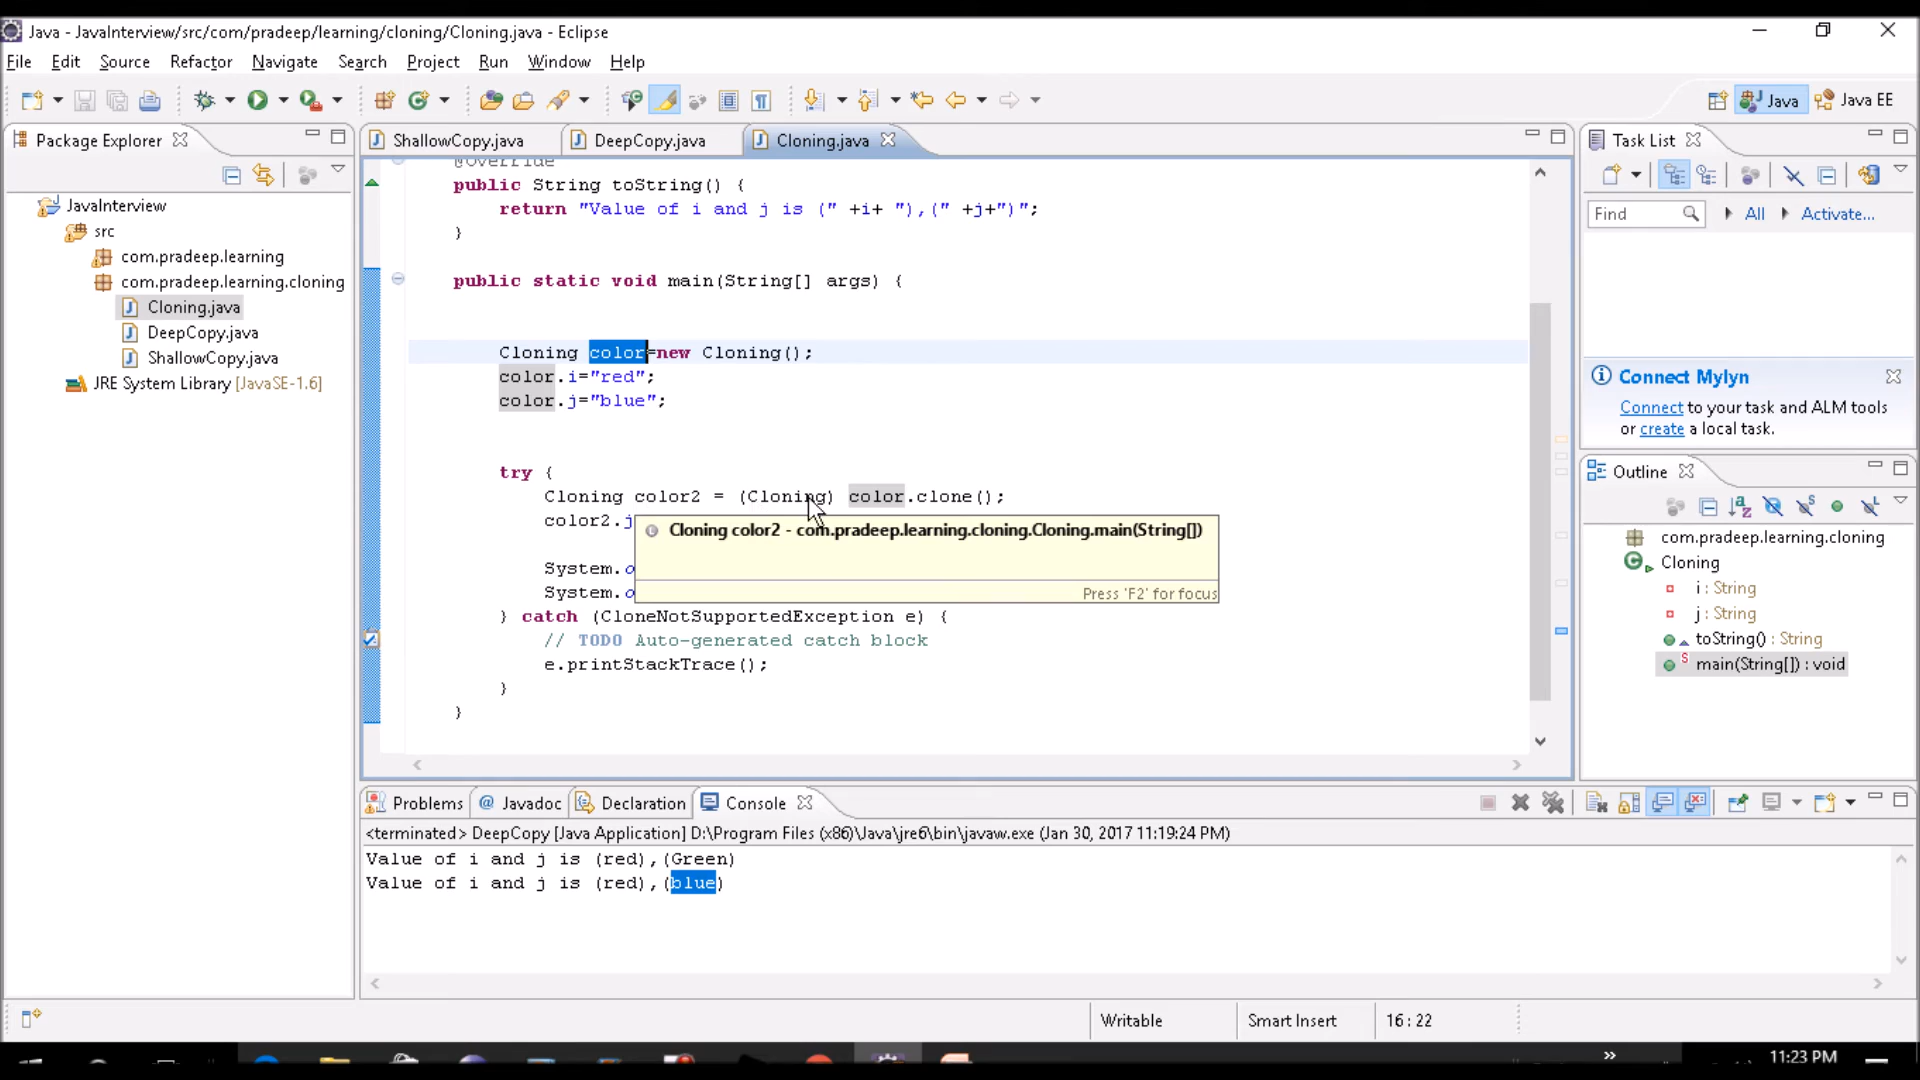 Java - JavaInterview/src/com/pradeep/learning/cloning/Cloning.java - Eclipse
File Edit Source Refactor Navigate Search Project Run Window Help
Java Java EE
Package Explorer
JavaInterview
src
com.pradeep.learning
com.pradeep.learning.cloning
Cloning.java
DeepCopy.java
ShallowCopy.java
JRE System Library [JavaSE-1.6]
ShallowCopy.java DeepCopy.java Cloning.java
@Override
public String toString() {
return "Value of i and j is (" +i+ "),(" +j+")";
}
public static void main(String[] args) {
Cloning color=new Cloning();
color.i="red";
color.j="blue";
try {
Cloning color2 = (Cloning) color.clone();
color2.j
Cloning color2 - com.pradeep.learning.cloning.Cloning.main(String[])
System.o
System.o
Press 'F2' for focus
} catch (CloneNotSupportedException e) {
// TODO Auto-generated catch block
e.printStackTrace();
}
}
Task List
Find All Activate...
Connect Mylyn
Connect to your task and ALM tools
or create a local task.
Outline
com.pradeep.learning.cloning
Cloning
i : String
j : String
toString() : String
main(String[]) : void
Problems @ Javadoc Declaration Console
<terminated> DeepCopy [Java Application] D:\Program Files (x86)\Java\jre6\bin\javaw.exe (Jan 30, 2017 11:19:24 PM)
Value of i and j is (red),(Green)
Value of i and j is (red),(blue)
Writable Smart Insert 16 : 22
11:23 PM